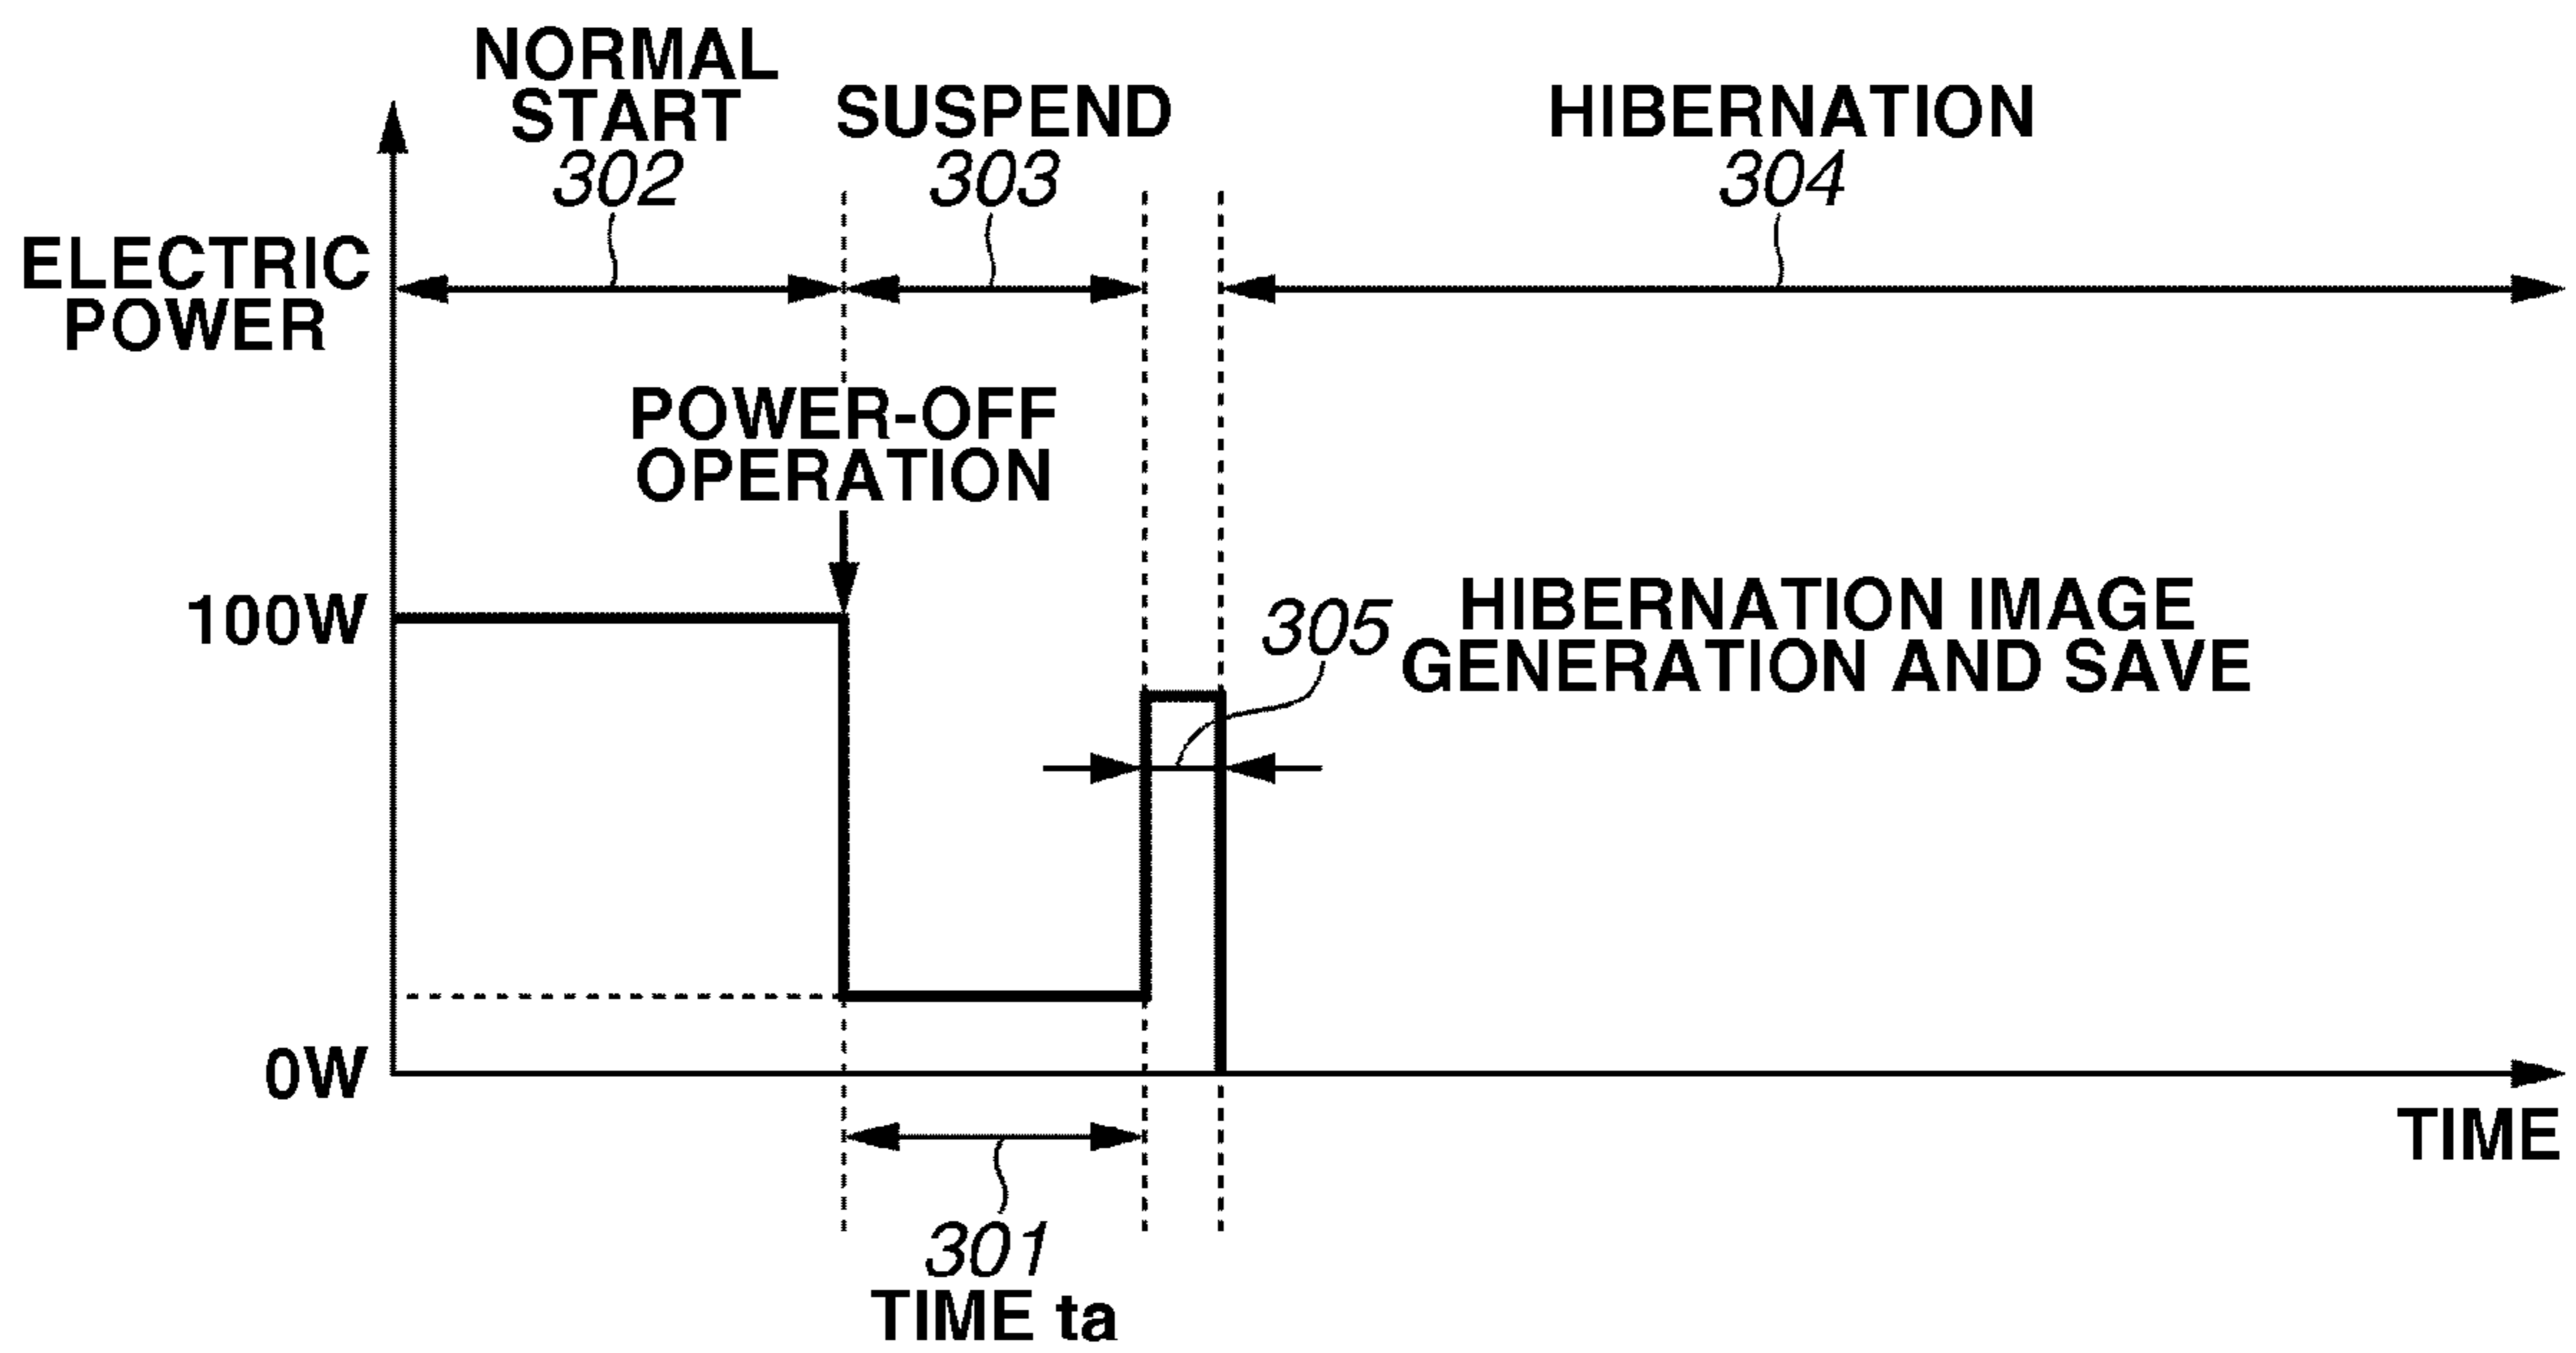 NORMAL
START
302
SUSPEND
303
HIBERNATION
304
ELECTRIC
POWER
POWER-OFF
OPERATION
100W
305
HIBERNATION IMAGE
GENERATION AND SAVE
0W
TIME
301
TIME ta